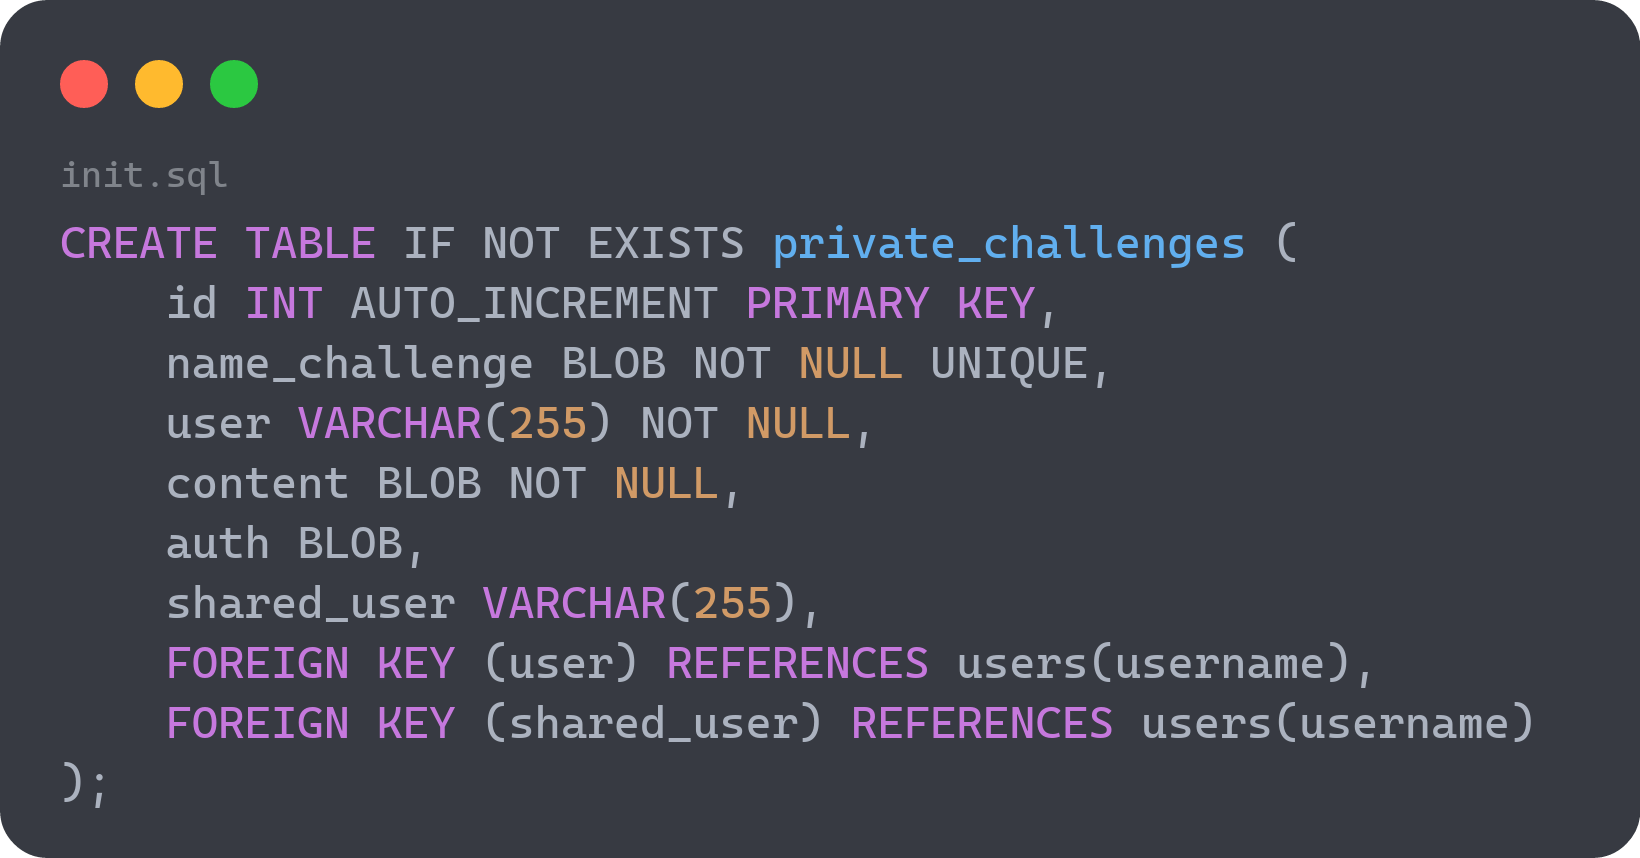 init.sql
CREATE TABLE IF NOT EXISTS private_challenges (
    id INT AUTO_INCREMENT PRIMARY KEY,
    name_challenge BLOB NOT NULL UNIQUE,
    user VARCHAR(255) NOT NULL,
    content BLOB NOT NULL,
    auth BLOB,
    shared_user VARCHAR(255),
    FOREIGN KEY (user) REFERENCES users(username),
    FOREIGN KEY (shared_user) REFERENCES users(username)
);